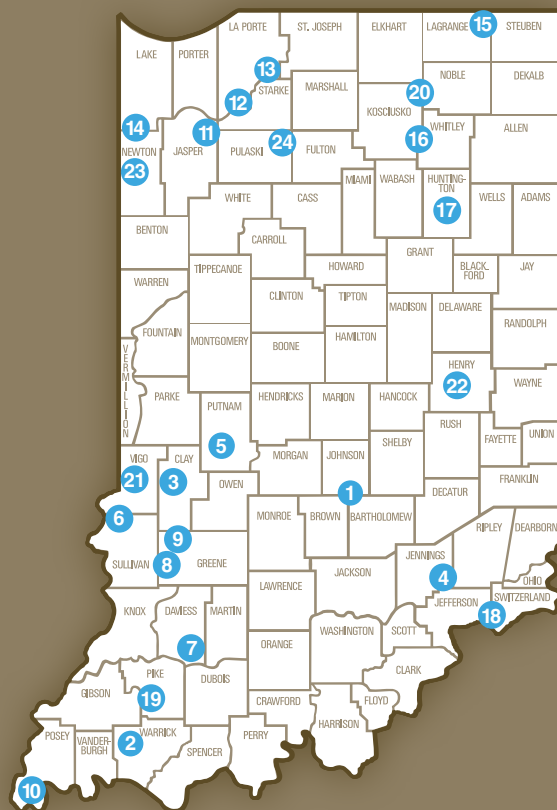 LA PORTE
ST. JOSEPH
ELKHART
LAGRANGE
15
STEUBEN
LAKE
PORTER
13
STARKE
MARSHALL
NOBLE
DEKALB
12
20
KOSCIUSKO
14
11
24
16
WHITLEY
ALLEN
NEWTON
23
JASPER
PULASKI
FULTON
MIAMI
WABASH
HUNTING-
TON
17
WELLS
ADAMS
WHITE
CASS
BENTON
CARROLL
GRANT
TIPPECANOE
HOWARD
BLACK-
FORD
JAY
WARREN
CLINTON
TIPTON
MADISON
DELAWARE
RANDOLPH
FOUNTAIN
MONTGOMERY
BOONE
HAMILTON
VERMILLION
HENRY
22
WAYNE
PARKE
PUTNAM
HENDRICKS
MARION
HANCOCK
RUSH
FAYETTE
UNION
5
VIGO
21
CLAY
3
MORGAN
JOHNSON
SHELBY
FRANKLIN
OWEN
1
DECATUR
6
MONROE
BROWN
BARTHOLOMEW
RIPLEY
DEARBORN
9
SULLIVAN
8
GREENE
JACKSON
JENNINGS
4
OHIO
LAWRENCE
JEFFERSON
SWITZERLAND
18
KNOX
DAVIESS
MARTIN
7
ORANGE
WASHINGTON
SCOTT
CLARK
PIKE
19
DUBOIS
GIBSON
CRAWFORD
FLOYD
HARRISON
POSEY
VANDER-
BURGH
2
WARRICK
SPENCER
PERRY
10